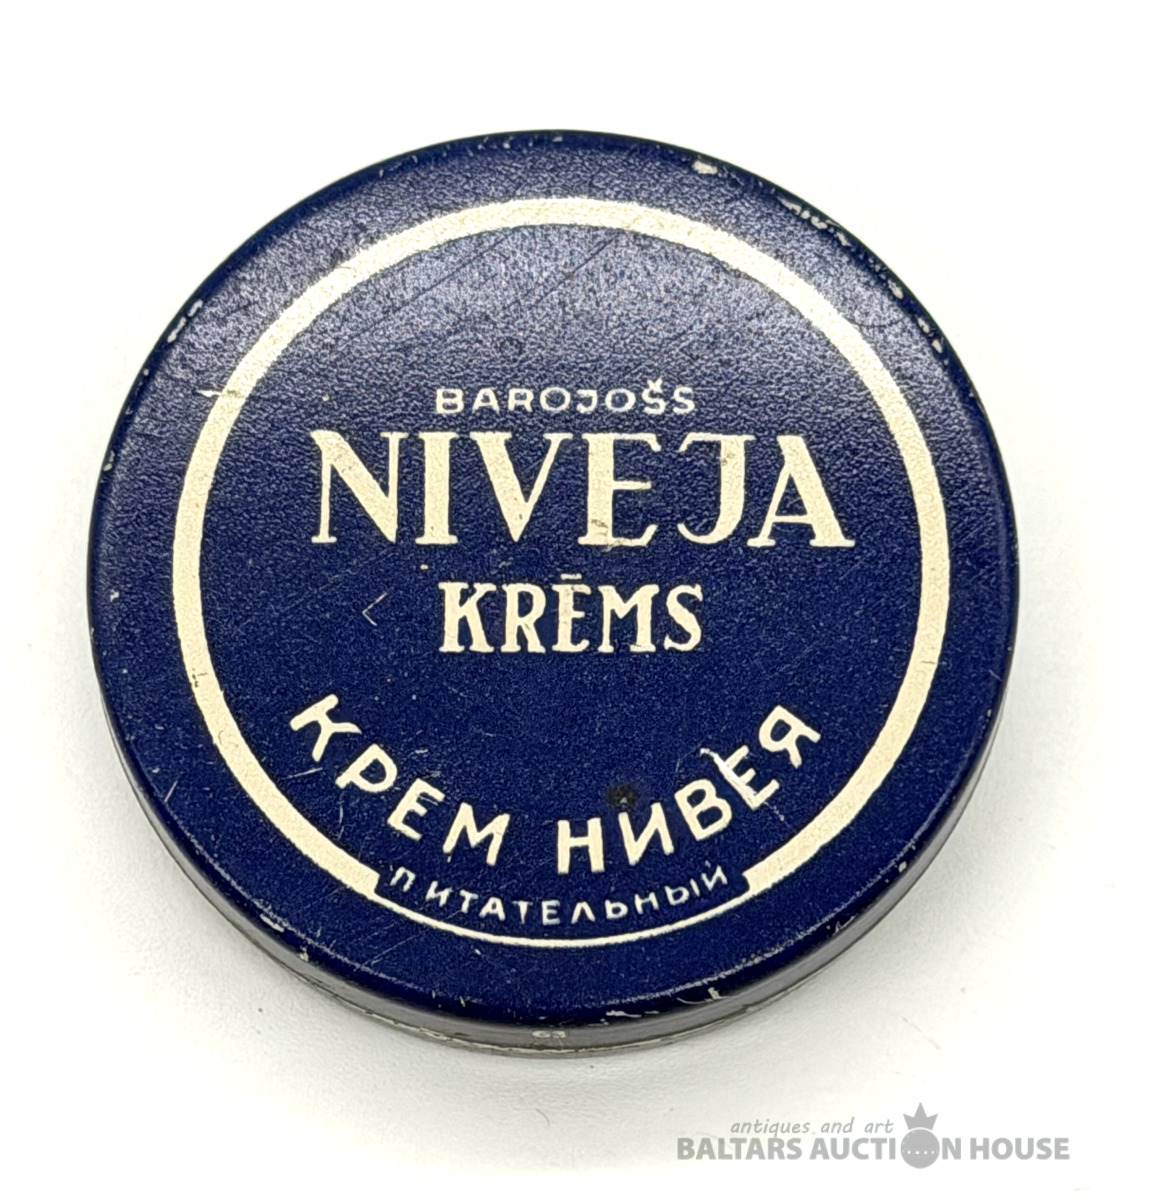 BAROJOŠS
NIVEJA
KRĒMS
КРЕМ НИВЕЯ
ПИТАТЕЛЬНЫЙ
antiques and art
BALTARS AUCTION HOUSE